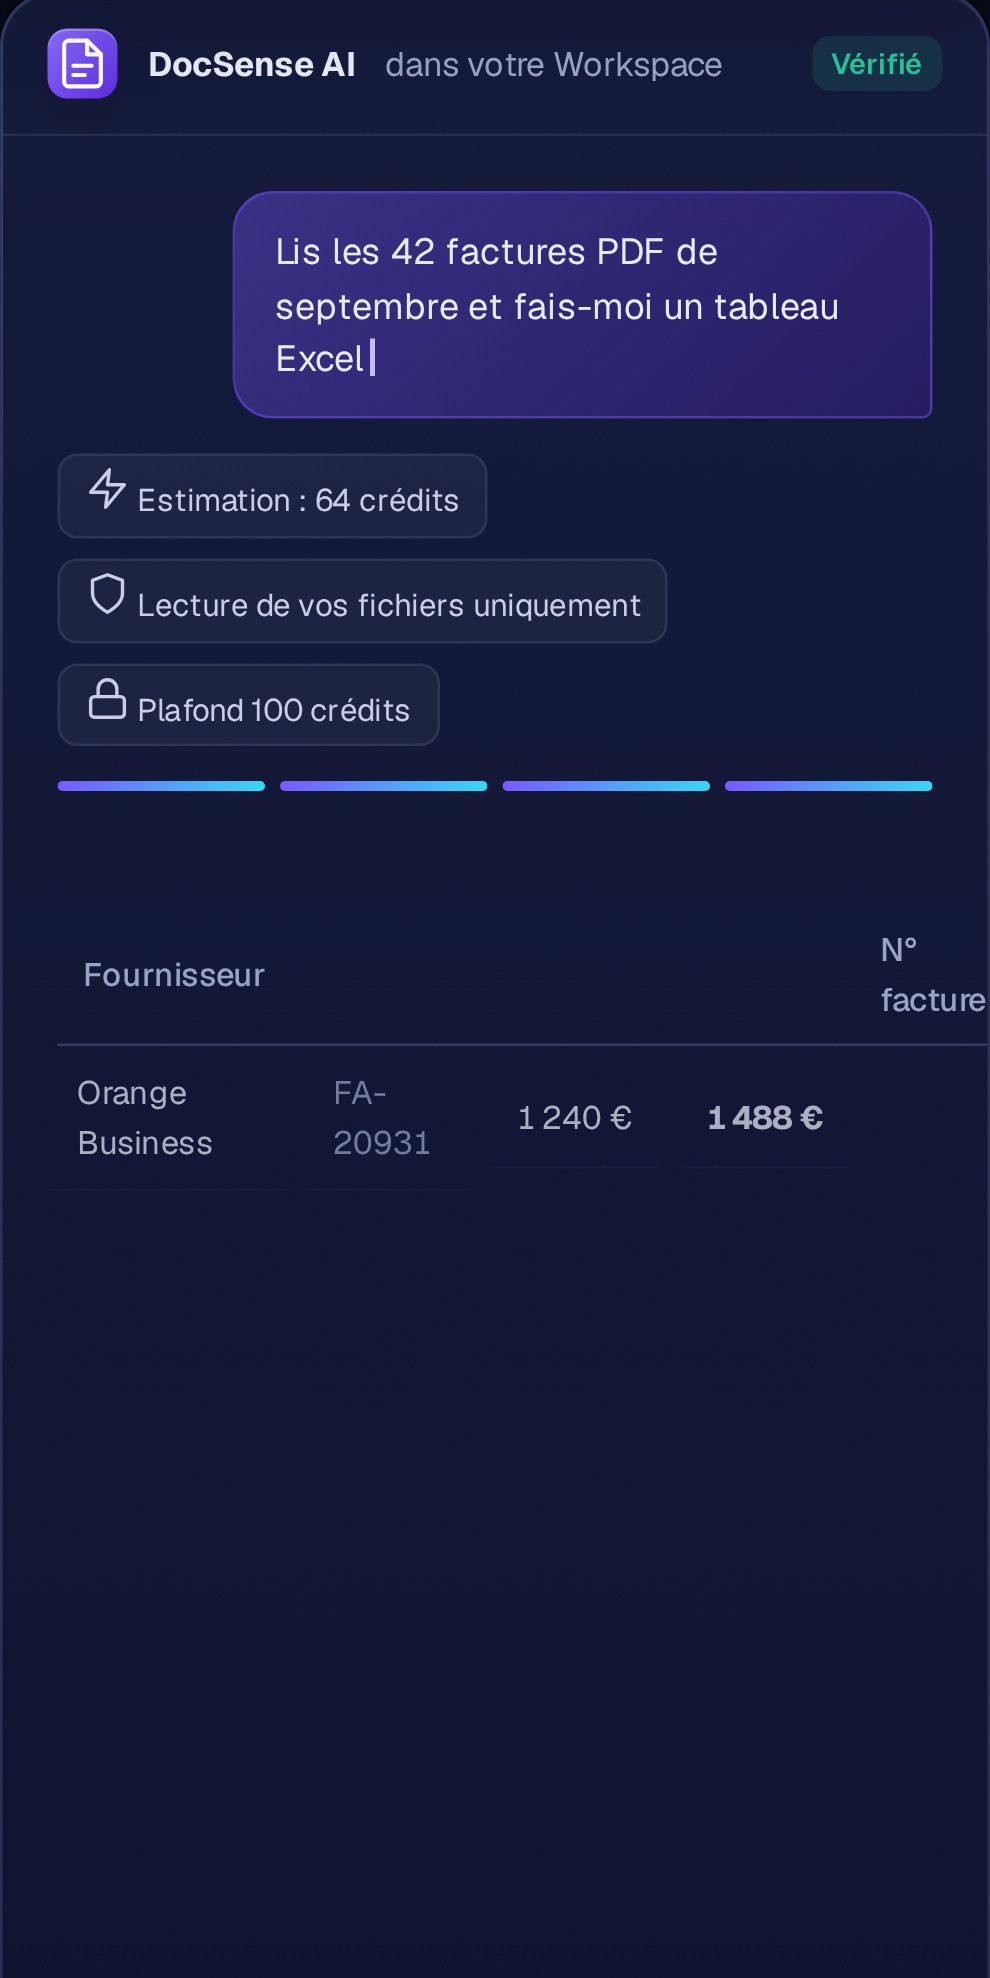 DocSense AI dans votre Workspace Vérifié
Lis les 42 factures PDF de
septembre et fais-moi un tableau
Excel
Estimation : 64 crédits
Lecture de vos fichiers uniquement
Plafond 100 crédits
Fournisseur
N°
facture
Orange
Business
FA-
20931
1 240 €
1 488 €